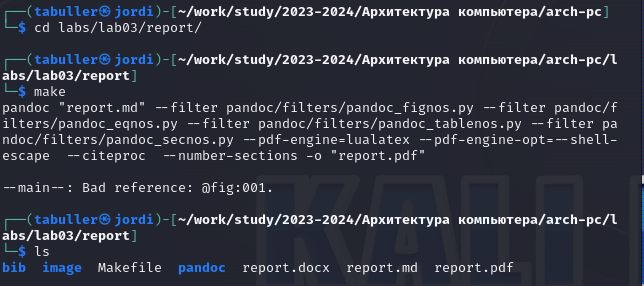 ┌──(tabuller㉿jordi)-[~/work/study/2023-2024/Архитектура компьютера/arch-pc]
└─$ cd labs/lab03/report/
┌──(tabuller㉿jordi)-[~/work/study/2023-2024/Архитектура компьютера/arch-pc/l
abs/lab03/report]
└─$ make
pandoc "report.md" --filter pandoc/filters/pandoc_fignos.py --filter pandoc/f
ilters/pandoc_eqnos.py --filter pandoc/filters/pandoc_tablenos.py --filter pa
ndoc/filters/pandoc_secnos.py --pdf-engine=lualatex --pdf-engine-opt=--shell-
escape  --citeproc  --number-sections -o "report.pdf"
--main--: Bad reference: @fig:001.
┌──(tabuller㉿jordi)-[~/work/study/2023-2024/Архитектура компьютера/arch-pc/l
abs/lab03/report]
└─$ ls
bib  image  Makefile  pandoc  report.docx  report.md  report.pdf
KALI